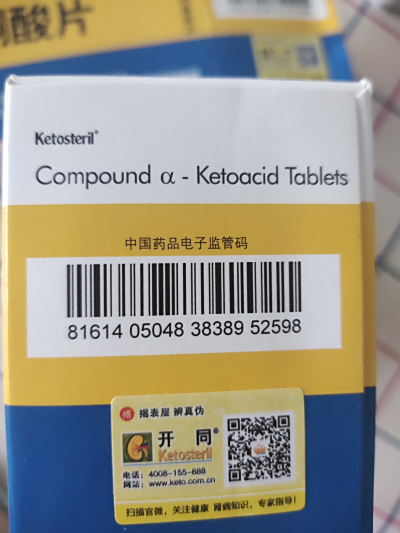 酸片
Ketosteril®
Compound α - Ketoacid Tablets
中国药品电子监管码
81614 05048 38389 52598
揭表层 辨真伪
开 同®
Ketosteril
电话：4008-155-888
网站：www.keto.com.cn
扫描官微，关注健康 肾病知识，专家指导！